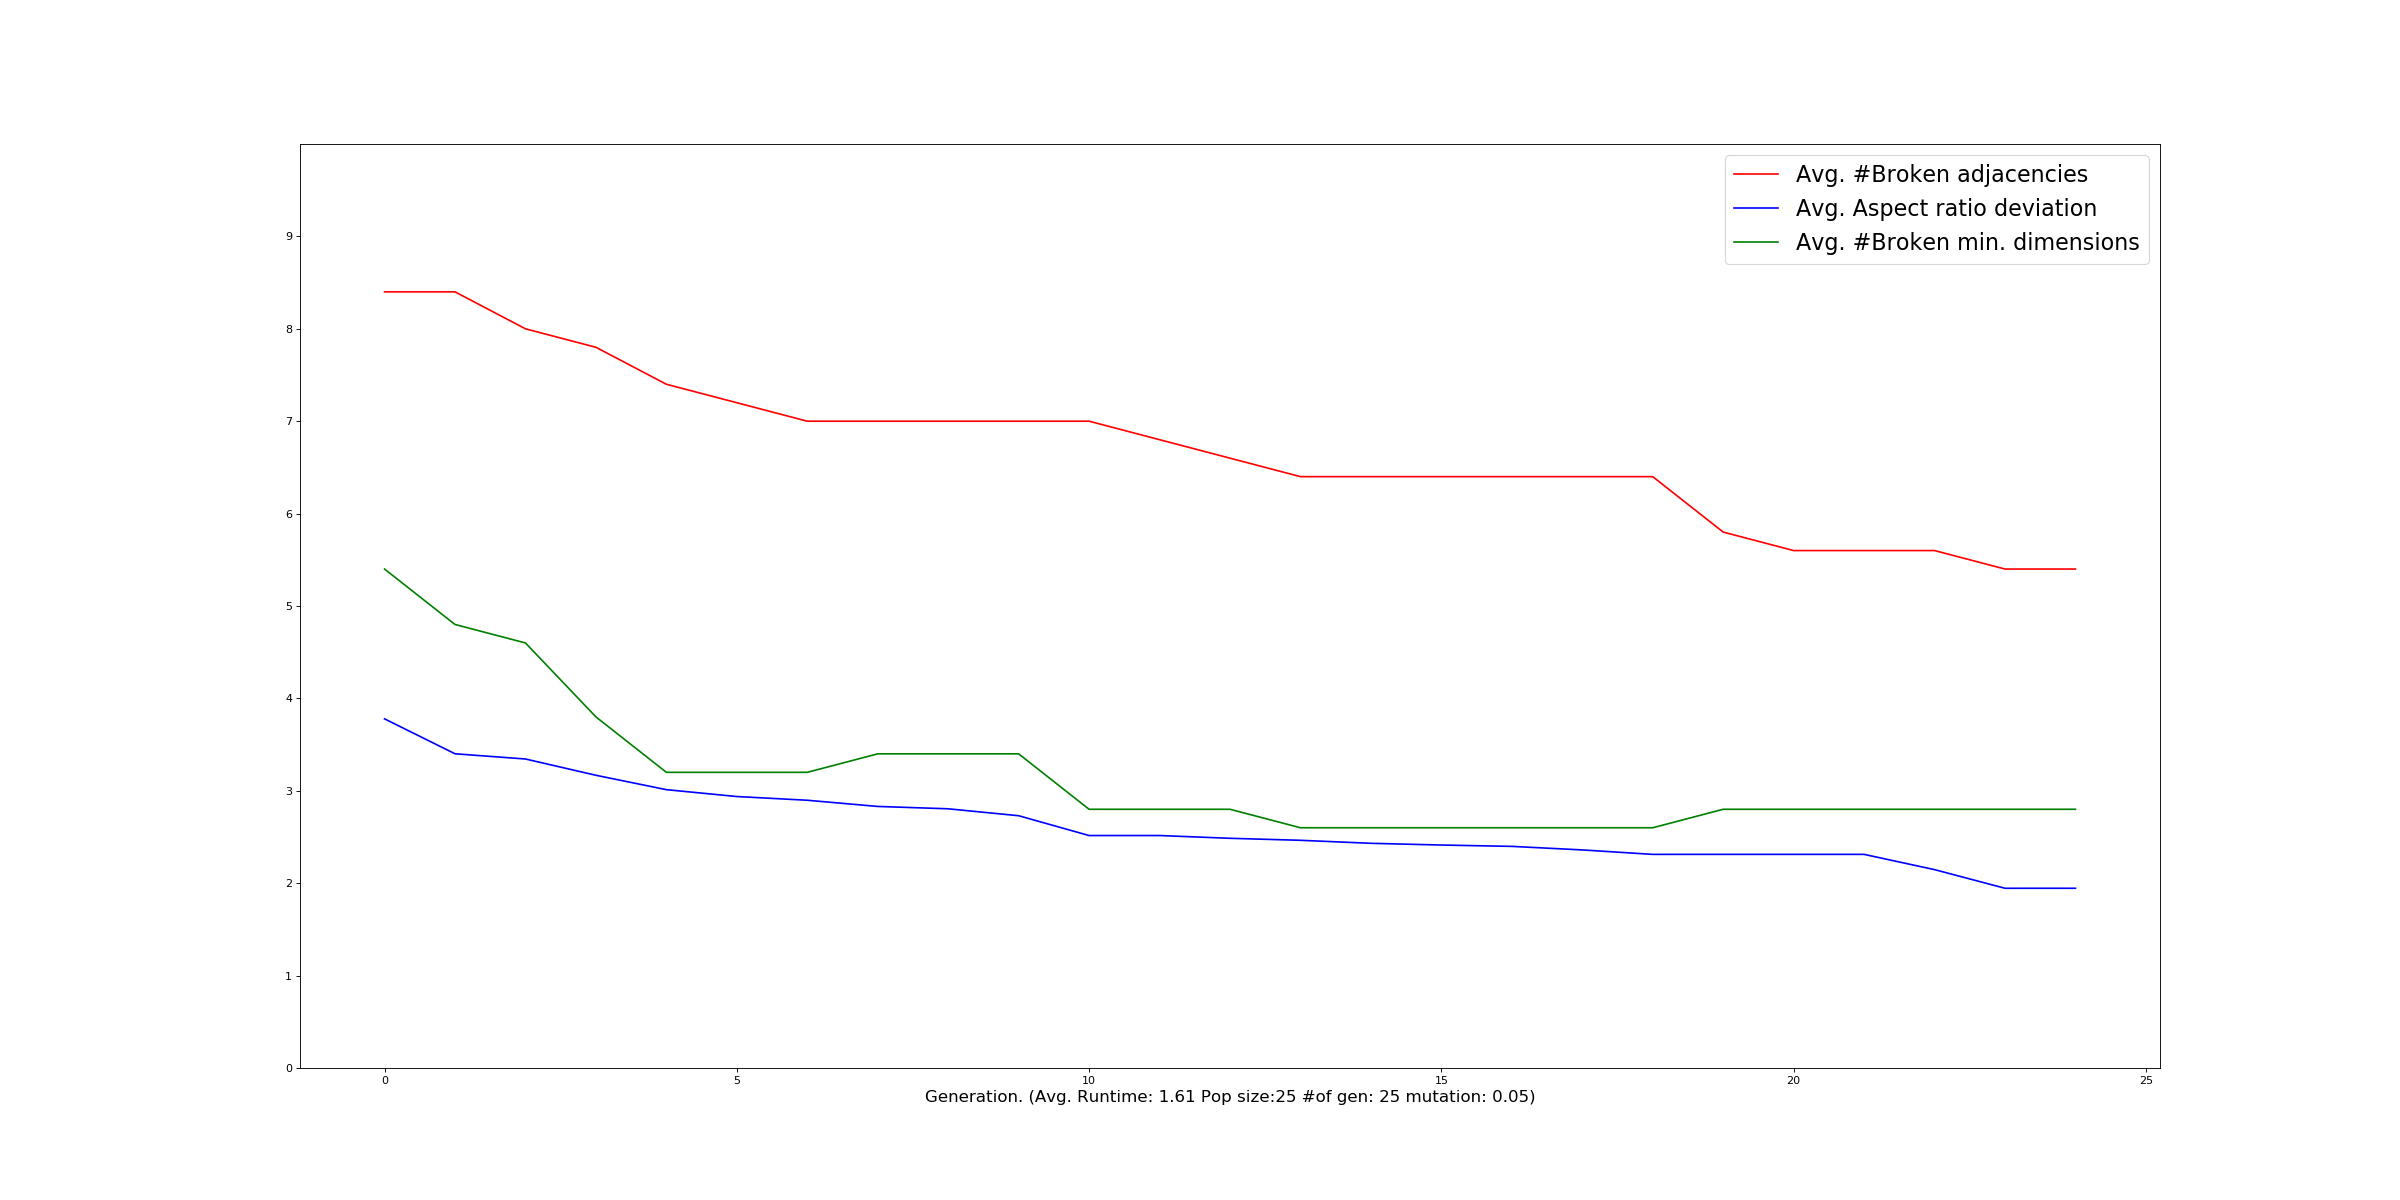 Avg. #Broken adjacencies
Avg. Aspect ratio deviation
Avg. #Broken min. dimensions
9
8
7
6
5
4
3
2
1
0
0 5 10 15 20 25
Generation. (Avg. Runtime: 1.61 Pop size:25 #of gen: 25 mutation: 0.05)